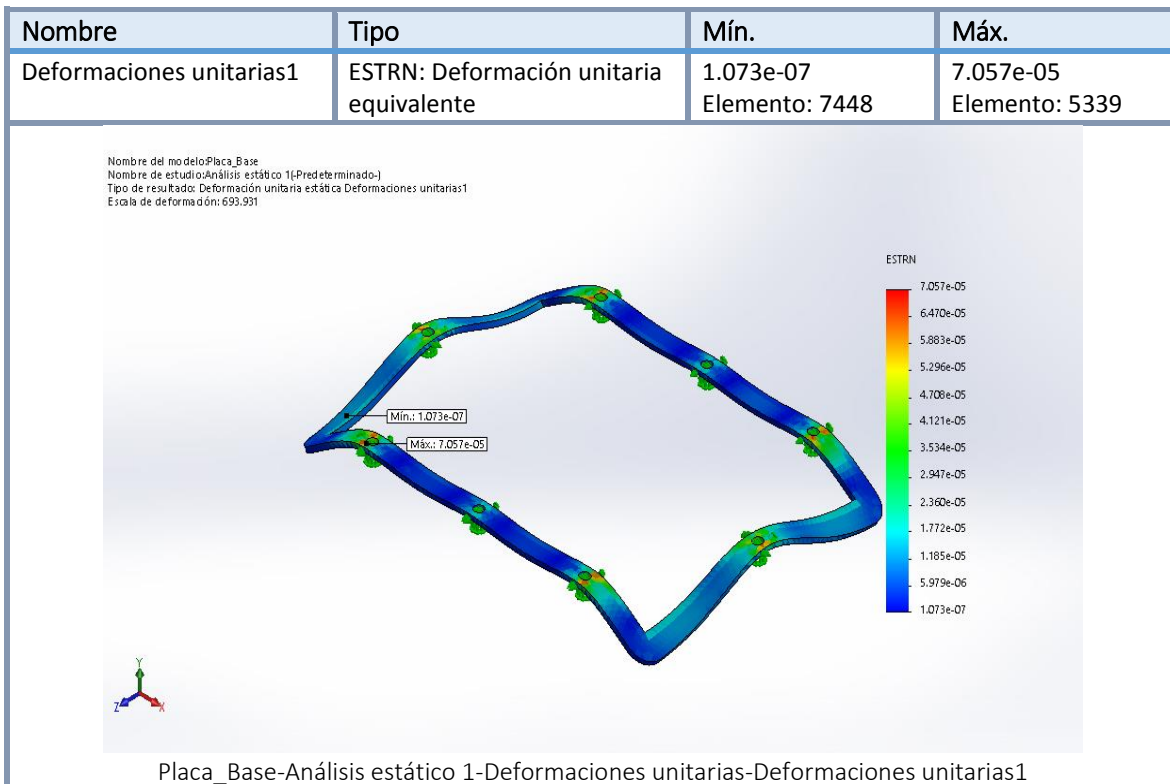 Nombre Tipo Mín. Máx.
Deformaciones unitarias1 ESTRN: Deformación unitaria equivalente 1.073e-07 Elemento: 7448 7.057e-05 Elemento: 5339
Nombre del modelo:Placa_Base
Nombre de estudio:Análisis estático 1(-Predeterminado-)
Tipo de resultado: Deformación unitaria estática Deformaciones unitarias1
Escala de deformación: 693.931
ESTRN
7.057e-05
6.470e-05
5.883e-05
5.296e-05
4.708e-05
4.121e-05
3.534e-05
2.947e-05
2.360e-05
1.772e-05
1.185e-05
5.979e-06
1.073e-07
Mín.: 1.073e-07
Máx.: 7.057e-05
Y
Z
X
Placa_Base-Análisis estático 1-Deformaciones unitarias-Deformaciones unitarias1